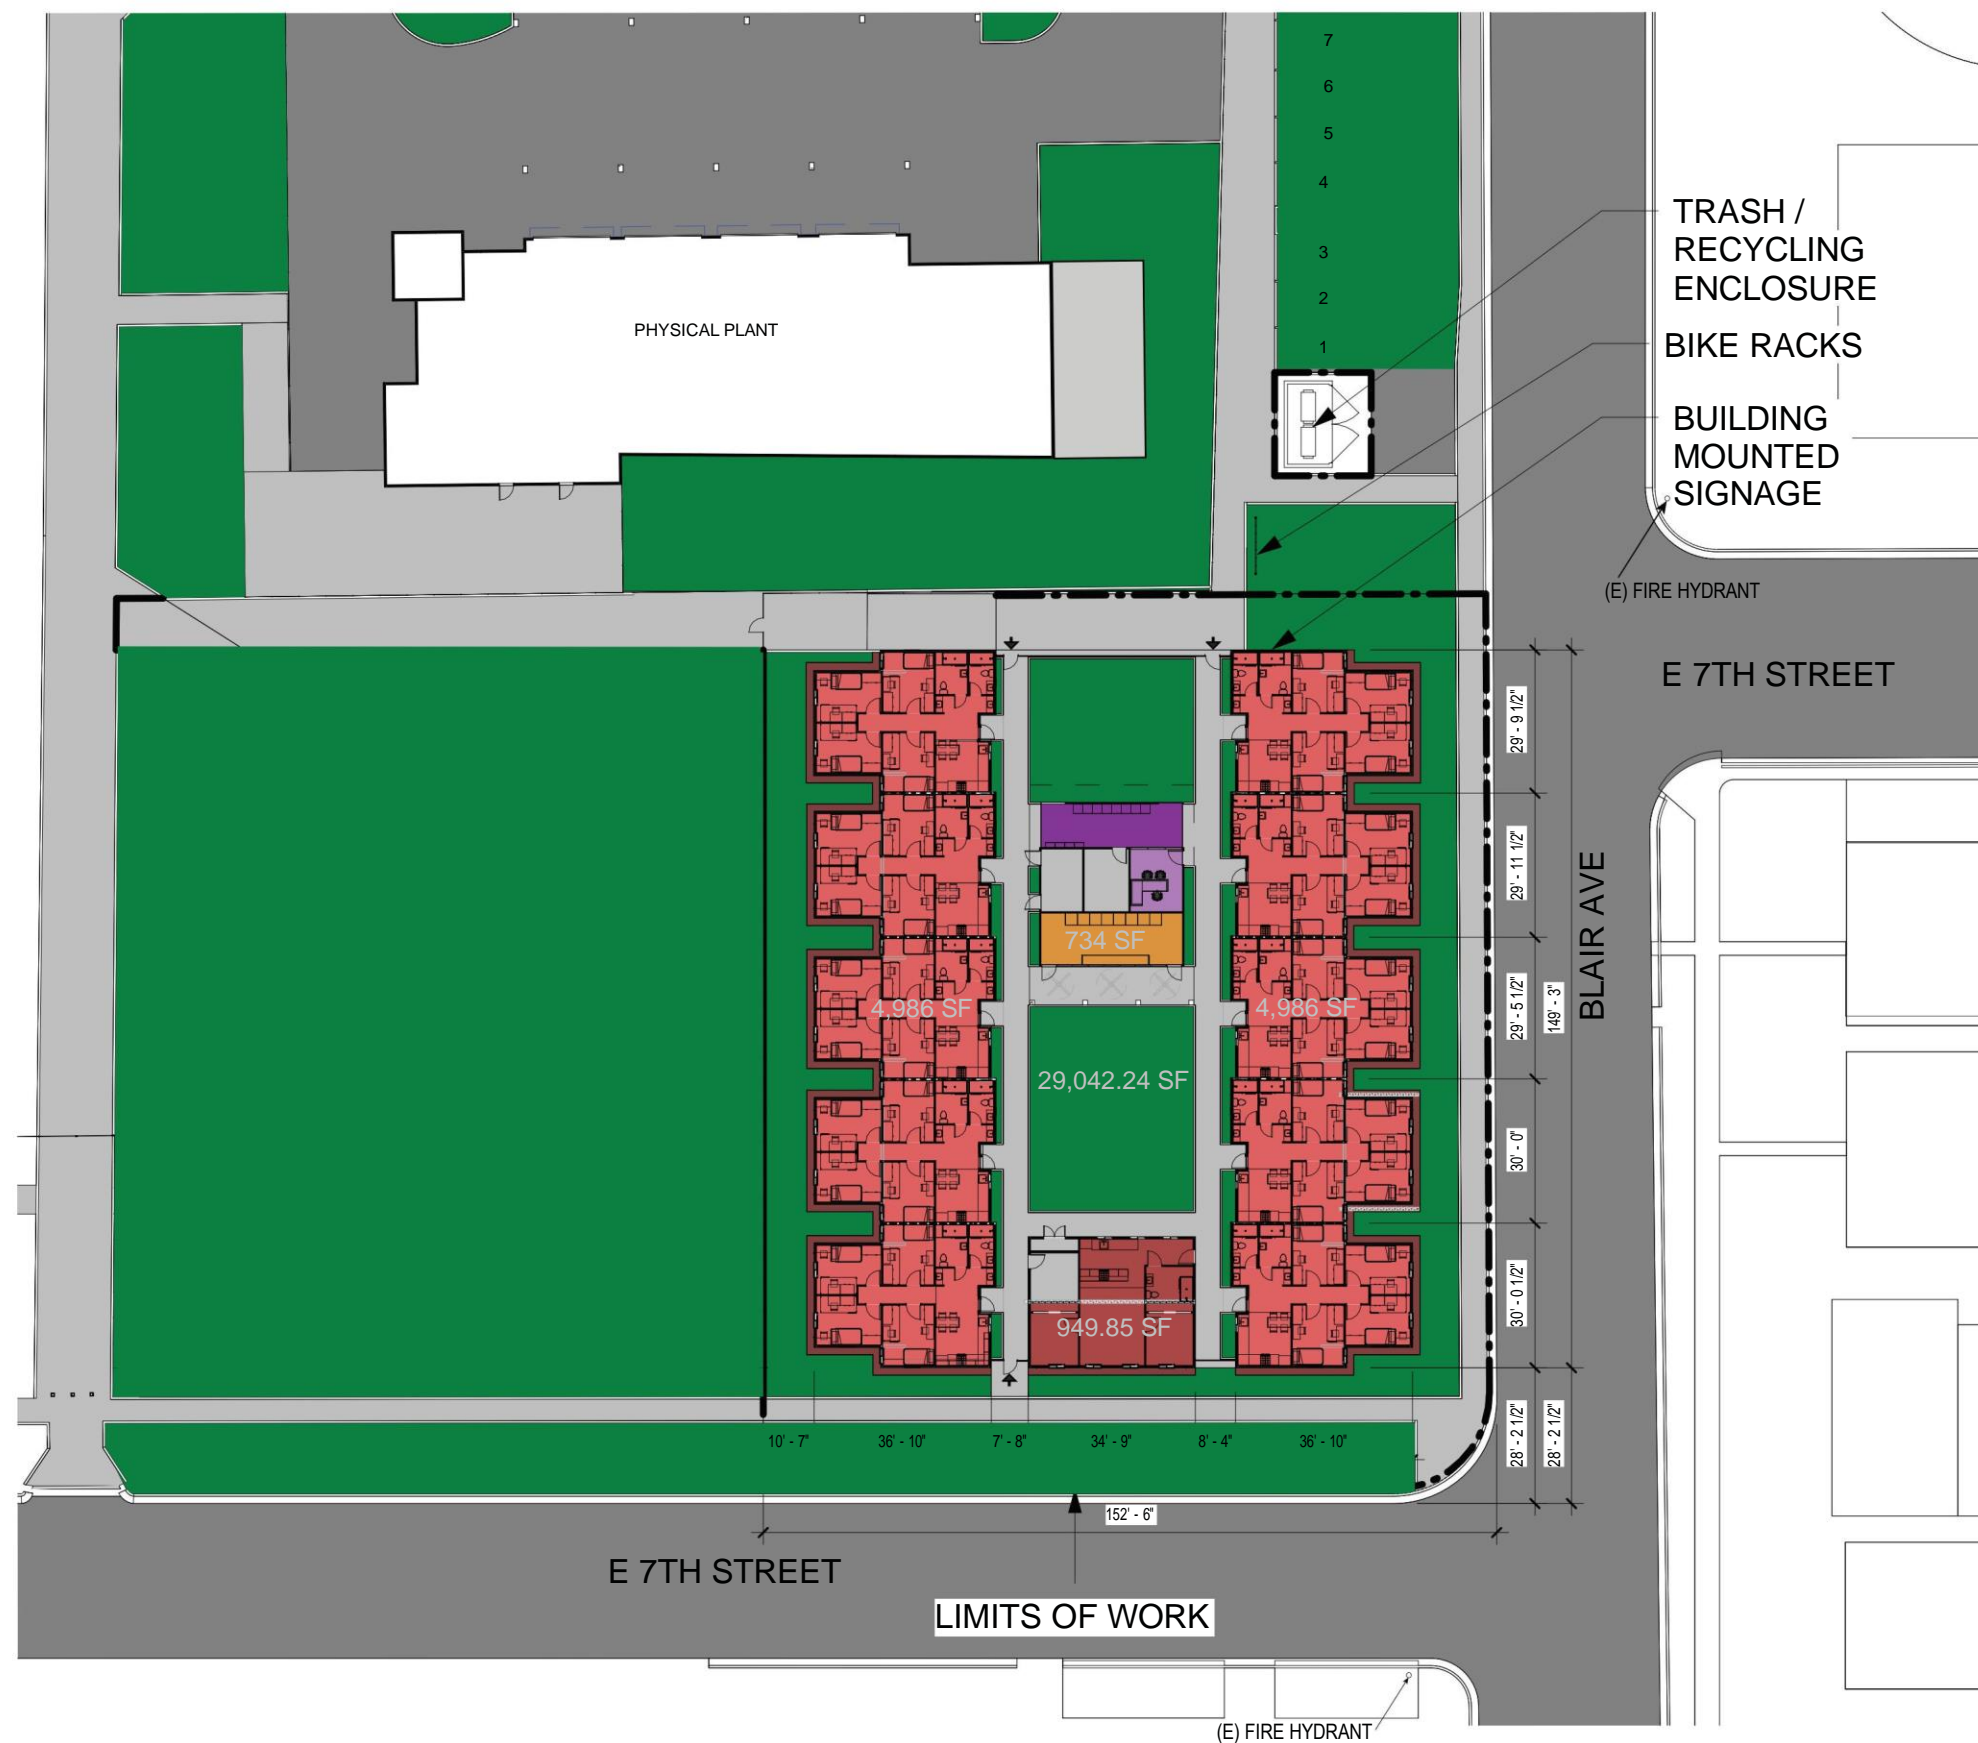 7
6
5
4
3
2
1
TRASH /
RECYCLING
ENCLOSURE
PHYSICAL PLANT
BIKE RACKS
BUILDING
MOUNTED
SIGNAGE
(E) FIRE HYDRANT
E 7TH STREET
29' - 9 1/2"
29' - 11 1/2"
29' - 5 1/2"
30' - 0"
30' - 0 1/2"
28' - 2 1/2"
149' - 3"
28' - 2 1/2"
BLAIR AVE
734 SF
4,986 SF
4,986 SF
29,042.24 SF
949.85 SF
10' - 7"
36' - 10"
7' - 8"
34' - 9"
8' - 4"
36' - 10"
152' - 6"
E 7TH STREET
LIMITS OF WORK
(E) FIRE HYDRANT